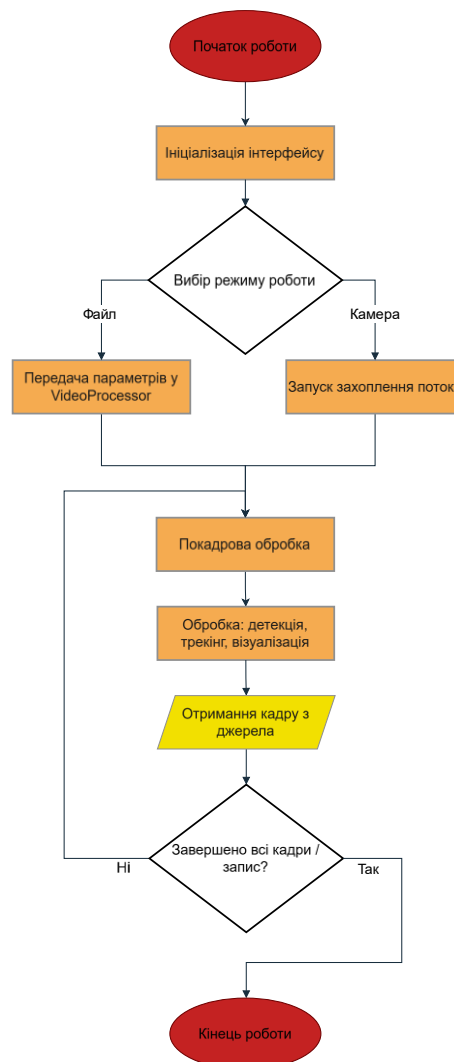 Початок роботи
Ініціалізація інтерфейсу
Вибір режиму роботи
Файл
Камера
Передача параметрів у
VideoProcessor
Запуск захоплення поток
Покадрова обробка
Обробка: детекція,
трекінг, візуалізація
Отримання кадру з
джерела
Завершено всі кадри /
запис?
Ні
Так
Кінець роботи